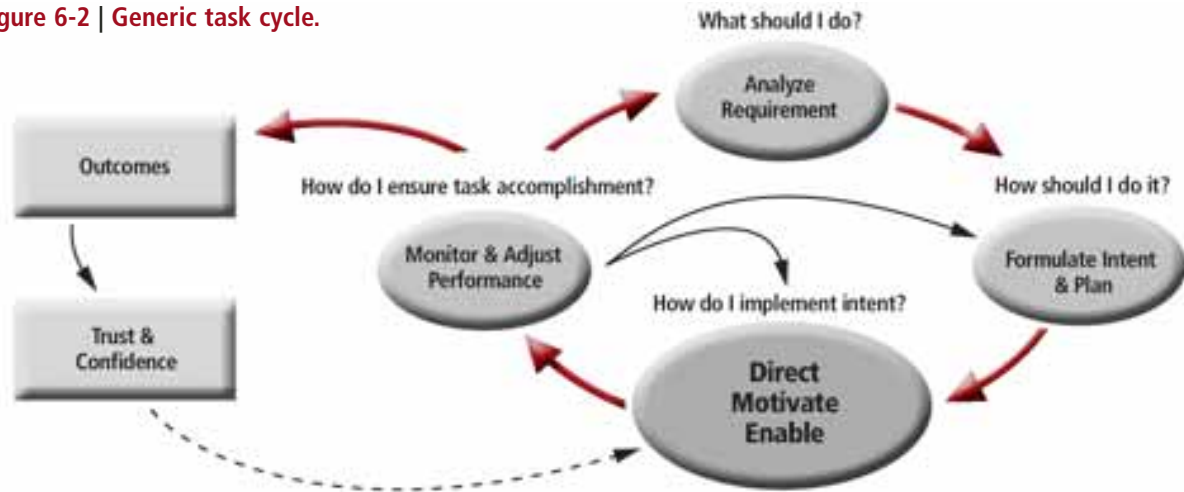 gure 6-2 | Generic task cycle.
What should I do?
Analyze
Requirement
Outcomes
How do I ensure task accomplishment?
How should I do it?
Monitor & Adjust
Performance
Formulate Intent
& Plan
How do I implement intent?
Trust &
Confidence
Direct
Motivate
Enable